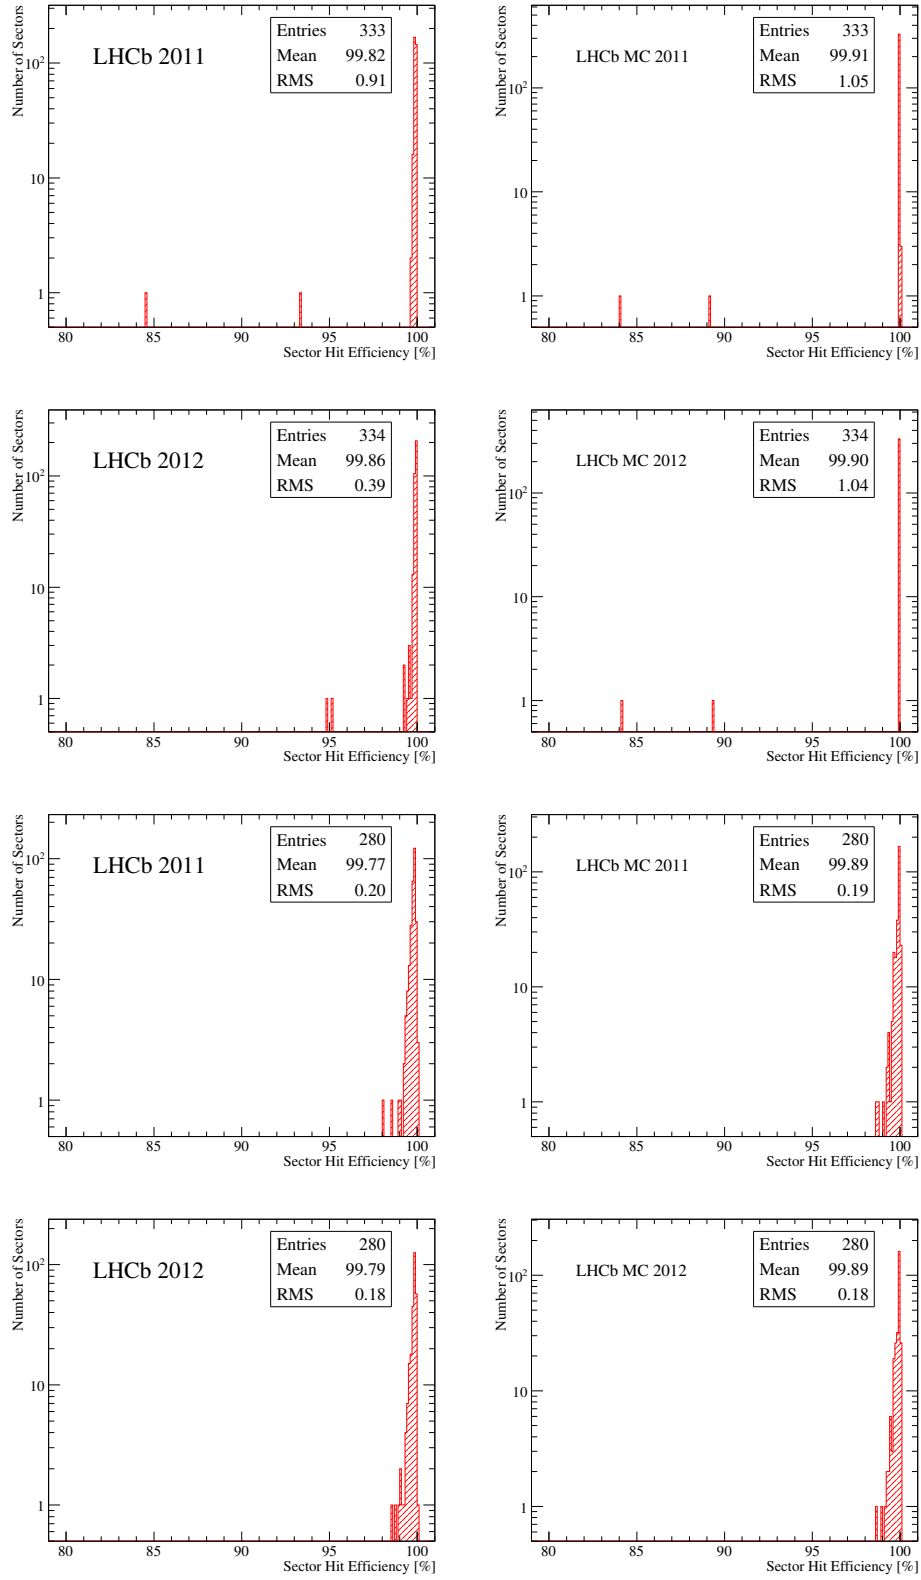 Number of Sectors
LHCb 2011
Entries 333
Mean 99.82
RMS 0.91
10²
10
1
80 85 90 95 100
Sector Hit Efficiency [%]
Number of Sectors
LHCb MC 2011
Entries 333
Mean 99.91
RMS 1.05
10²
10
1
80 85 90 95 100
Sector Hit Efficiency [%]
Number of Sectors
LHCb 2012
Entries 334
Mean 99.86
RMS 0.39
10²
10
1
80 85 90 95 100
Sector Hit Efficiency [%]
Number of Sectors
LHCb MC 2012
Entries 334
Mean 99.90
RMS 1.04
10²
10
1
80 85 90 95 100
Sector Hit Efficiency [%]
Number of Sectors
LHCb 2011
Entries 280
Mean 99.77
RMS 0.20
10²
10
1
80 85 90 95 100
Sector Hit Efficiency [%]
Number of Sectors
LHCb MC 2011
Entries 280
Mean 99.89
RMS 0.19
10²
10
1
80 85 90 95 100
Sector Hit Efficiency [%]
Number of Sectors
LHCb 2012
Entries 280
Mean 99.79
RMS 0.18
10²
10
1
80 85 90 95 100
Sector Hit Efficiency [%]
Number of Sectors
LHCb MC 2012
Entries 280
Mean 99.89
RMS 0.18
10²
10
1
80 85 90 95 100
Sector Hit Efficiency [%]